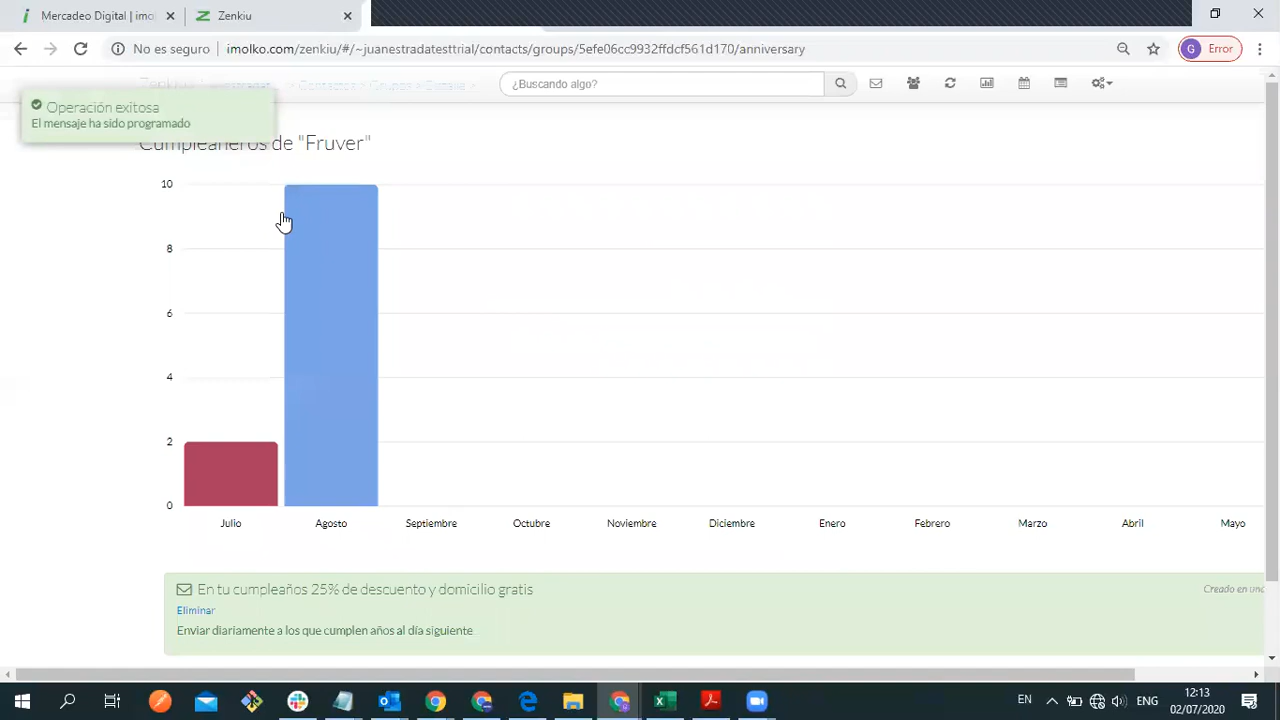 Mercadeo Digital | imol
Zenkiu
No es seguro
imolko.com/zenkiu/#/~juanestradatesttrial/contacts/groups/5efe06cc9932ffdcf561d170/anniversary
Error
¿Buscando algo?
Operación exitosa
El mensaje ha sido programado
Cumpleañeros de "Fruver"
10
8
6
4
2
0
Julio
Agosto
Septiembre
Octubre
Noviembre
Diciembre
Enero
Febrero
Marzo
Abril
Mayo
En tu cumpleaños 25% de descuento y domicilio gratis
Creado en una
Eliminar
Enviar diariamente a los que cumplen años al día siguiente.
EN
ENG
12:13
02/07/2020